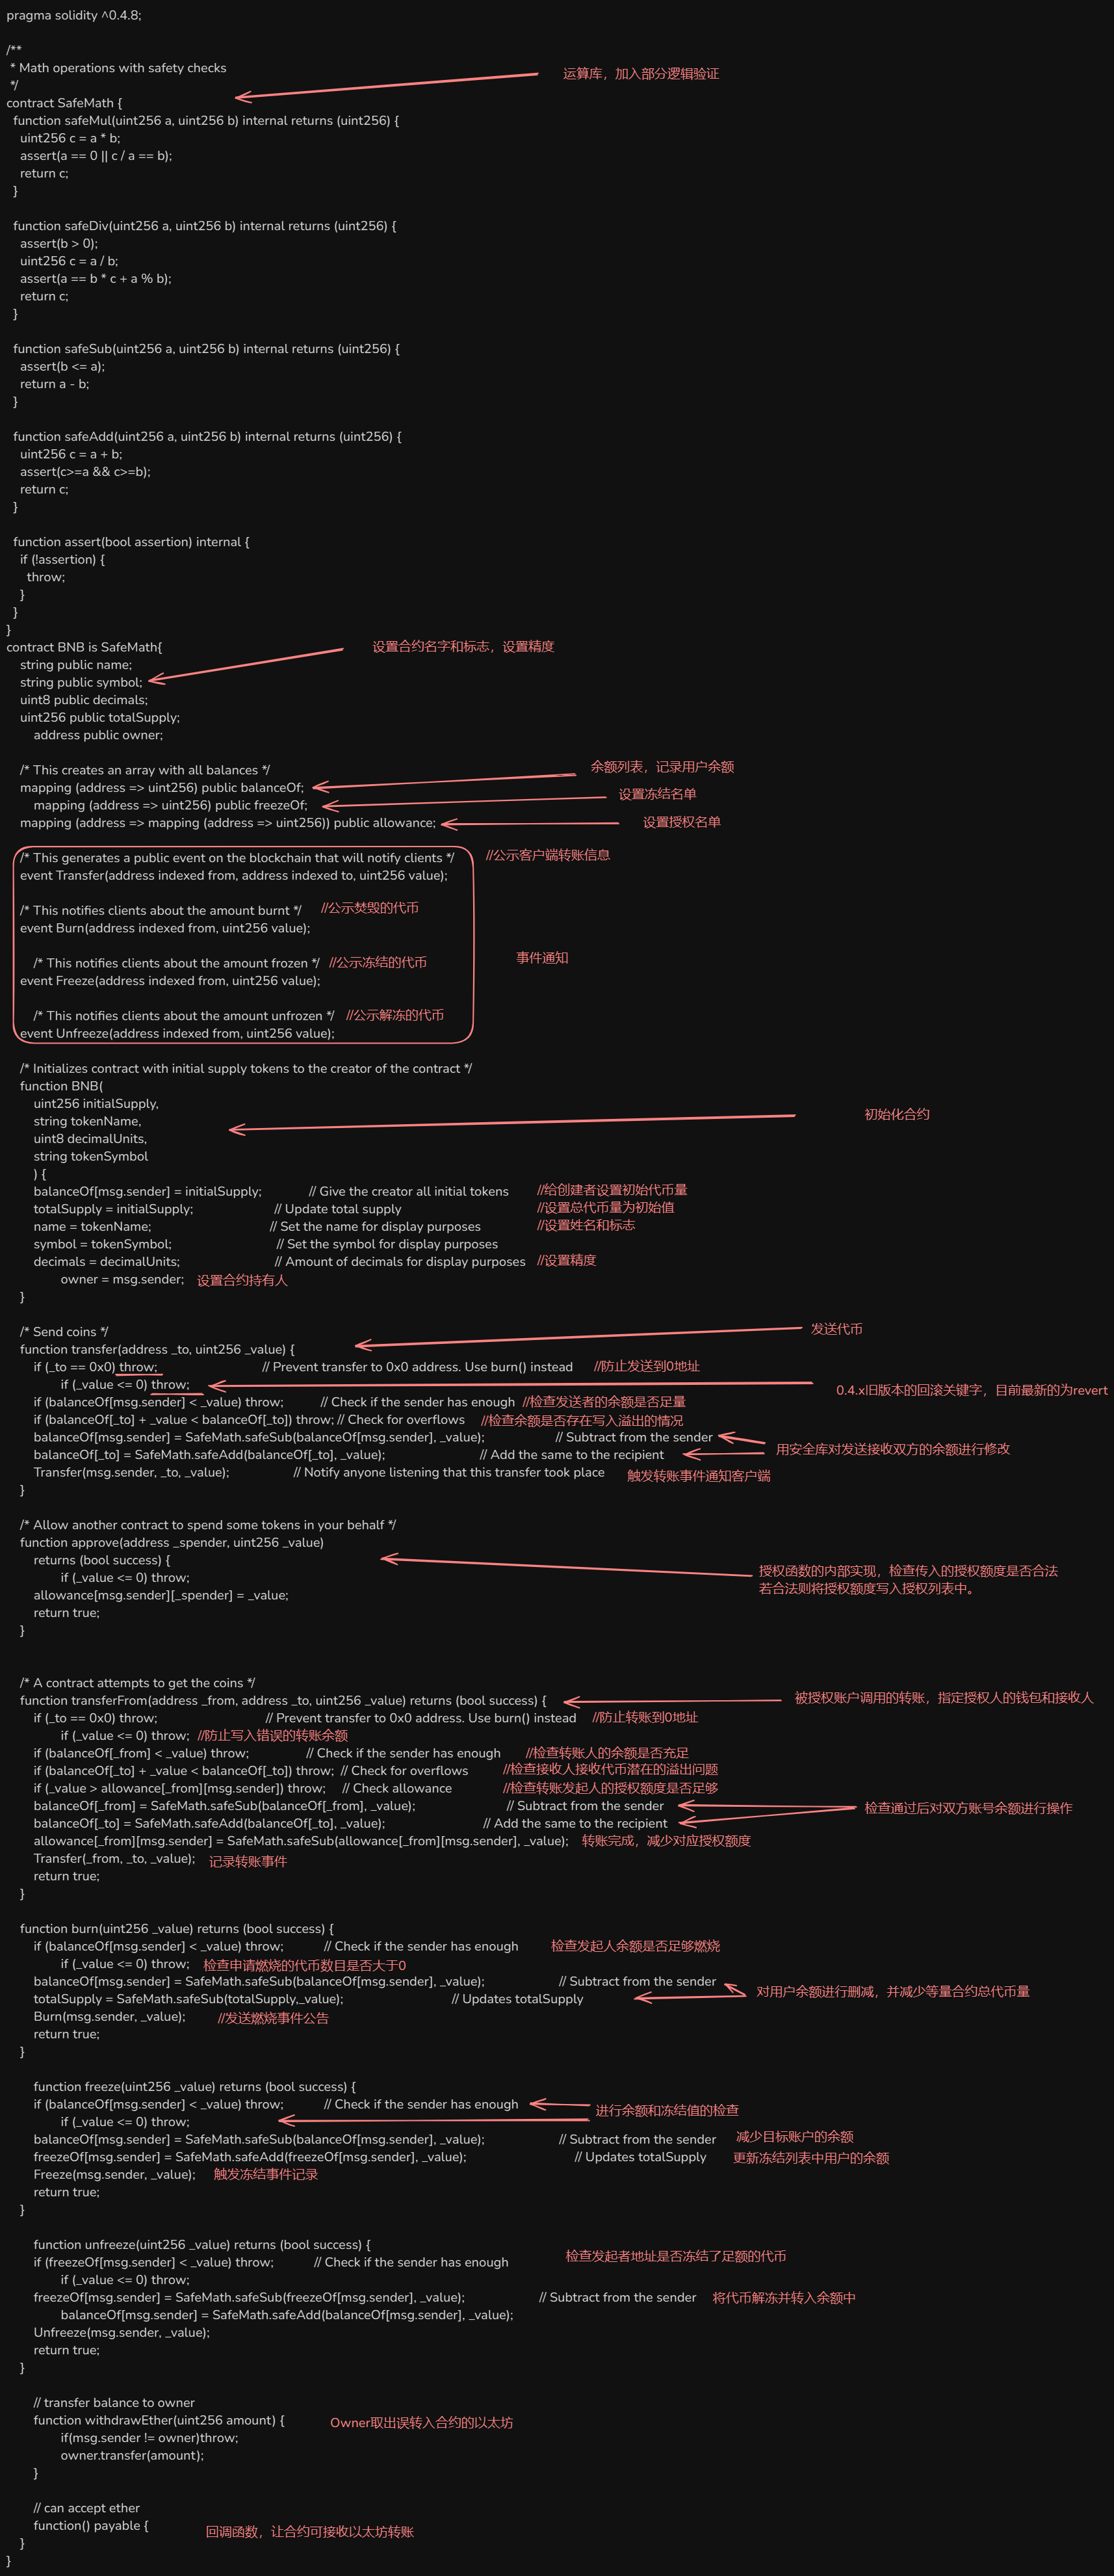 pragma solidity ^0.4.8;
/**
* Math operations with safety checks
*/
运算库，加入部分逻辑验证
contract SafeMath {
function safeMul(uint256 a, uint256 b) internal returns (uint256) {
uint256 c = a * b;
assert(a == 0 || c / a == b);
return c;
}
function safeDiv(uint256 a, uint256 b) internal returns (uint256) {
assert(b > 0);
uint256 c = a / b;
assert(a == b * c + a % b);
return c;
}
function safeSub(uint256 a, uint256 b) internal returns (uint256) {
assert(b <= a);
return a - b;
}
function safeAdd(uint256 a, uint256 b) internal returns (uint256) {
uint256 c = a + b;
assert(c>=a && c>=b);
return c;
}
function assert(bool assertion) internal {
if (!assertion) {
throw;
}
}
}
contract BNB is SafeMath{ 设置合约名字和标志，设置精度
string public name;
string public symbol;
uint8 public decimals;
uint256 public totalSupply;
address public owner;
/* This creates an array with all balances */ 余额列表，记录用户余额
mapping (address => uint256) public balanceOf;
mapping (address => uint256) public freezeOf; 设置冻结名单
mapping (address => mapping (address => uint256)) public allowance; 设置授权名单
/* This generates a public event on the blockchain that will notify clients */ //公示客户端转账信息
event Transfer(address indexed from, address indexed to, uint256 value);
/* This notifies clients about the amount burnt */ //公示焚毁的代币
event Burn(address indexed from, uint256 value);
事件通知
/* This notifies clients about the amount frozen */ //公示冻结的代币
event Freeze(address indexed from, uint256 value);
/* This notifies clients about the amount unfrozen */ //公示解冻的代币
event Unfreeze(address indexed from, uint256 value);
/* Initializes contract with initial supply tokens to the creator of the contract */
function BNB(
uint256 initialSupply,
string tokenName, 初始化合约
uint8 decimalUnits,
string tokenSymbol
) {
balanceOf[msg.sender] = initialSupply; // Give the creator all initial tokens //给创建者设置初始代币量
totalSupply = initialSupply; // Update total supply //设置总代币量为初始值
name = tokenName; // Set the name for display purposes //设置姓名和标志
symbol = tokenSymbol; // Set the symbol for display purposes
decimals = decimalUnits; // Amount of decimals for display purposes //设置精度
owner = msg.sender; 设置合约持有人
}
/* Send coins */ 发送代币
function transfer(address _to, uint256 _value) {
if (_to == 0x0) throw; // Prevent transfer to 0x0 address. Use burn() instead //防止发送到0地址
if (_value <= 0) throw; 0.4.x旧版本的回滚关键字，目前最新的为revert
if (balanceOf[msg.sender] < _value) throw; // Check if the sender has enough //检查发送者的余额是否足量
if (balanceOf[_to] + _value < balanceOf[_to]) throw; // Check for overflows //检查余额是否存在写入溢出的情况
balanceOf[msg.sender] = SafeMath.safeSub(balanceOf[msg.sender], _value); // Subtract from the sender
balanceOf[_to] = SafeMath.safeAdd(balanceOf[_to], _value); // Add the same to the recipient 用安全库对发送接收双方的余额进行修改
Transfer(msg.sender, _to, _value); // Notify anyone listening that this transfer took place 触发转账事件通知客户端
}
/* Allow another contract to spend some tokens in your behalf */
function approve(address _spender, uint256 _value)
returns (bool success) {
if (_value <= 0) throw; 授权函数的内部实现，检查传入的授权额度是否合法
若合法则将授权额度写入授权列表中。
allowance[msg.sender][_spender] = _value;
return true;
}
/* A contract attempts to get the coins */
function transferFrom(address _from, address _to, uint256 _value) returns (bool success) { 被授权账户调用的转账，指定授权人的钱包和接收人
if (_to == 0x0) throw; // Prevent transfer to 0x0 address. Use burn() instead //防止转账到0地址
if (_value <= 0) throw; //防止写入错误的转账余额
if (balanceOf[_from] < _value) throw; // Check if the sender has enough //检查转账人的余额是否充足
if (balanceOf[_to] + _value < balanceOf[_to]) throw; // Check for overflows //检查接收人接收代币潜在的溢出问题
if (_value > allowance[_from][msg.sender]) throw; // Check allowance //检查转账发起人的授权额度是否足够
balanceOf[_from] = SafeMath.safeSub(balanceOf[_from], _value); // Subtract from the sender 检查通过后对双方账号余额进行操作
balanceOf[_to] = SafeMath.safeAdd(balanceOf[_to], _value); // Add the same to the recipient
allowance[_from][msg.sender] = SafeMath.safeSub(allowance[_from][msg.sender], _value); 转账完成，减少对应授权额度
Transfer(_from, _to, _value); 记录转账事件
return true;
}
function burn(uint256 _value) returns (bool success) {
if (balanceOf[msg.sender] < _value) throw; // Check if the sender has enough 检查发起人余额是否足够燃烧
if (_value <= 0) throw; 检查申请燃烧的代币数目是否大于0
balanceOf[msg.sender] = SafeMath.safeSub(balanceOf[msg.sender], _value); // Subtract from the sender
totalSupply = SafeMath.safeSub(totalSupply,_value); // Updates totalSupply 对用户余额进行删减，并减少等量合约总代币量
Burn(msg.sender, _value); //发送燃烧事件公告
return true;
}
function freeze(uint256 _value) returns (bool success) {
if (balanceOf[msg.sender] < _value) throw; // Check if the sender has enough 进行余额和冻结值的检查
if (_value <= 0) throw;
balanceOf[msg.sender] = SafeMath.safeSub(balanceOf[msg.sender], _value); // Subtract from the sender 减少目标账户的余额
freezeOf[msg.sender] = SafeMath.safeAdd(freezeOf[msg.sender], _value); // Updates totalSupply 更新冻结列表中用户的余额
Freeze(msg.sender, _value); 触发冻结事件记录
return true;
}
function unfreeze(uint256 _value) returns (bool success) {
if (freezeOf[msg.sender] < _value) throw; // Check if the sender has enough 检查发起者地址是否冻结了足额的代币
if (_value <= 0) throw;
freezeOf[msg.sender] = SafeMath.safeSub(freezeOf[msg.sender], _value); // Subtract from the sender 将代币解冻并转入余额中
balanceOf[msg.sender] = SafeMath.safeAdd(balanceOf[msg.sender], _value);
Unfreeze(msg.sender, _value);
return true;
}
// transfer balance to owner
function withdrawEther(uint256 amount) { Owner取出误转入合约的以太坊
if(msg.sender != owner)throw;
owner.transfer(amount);
}
// can accept ether
function() payable { 回调函数，让合约可接收以太坊转账
}
}